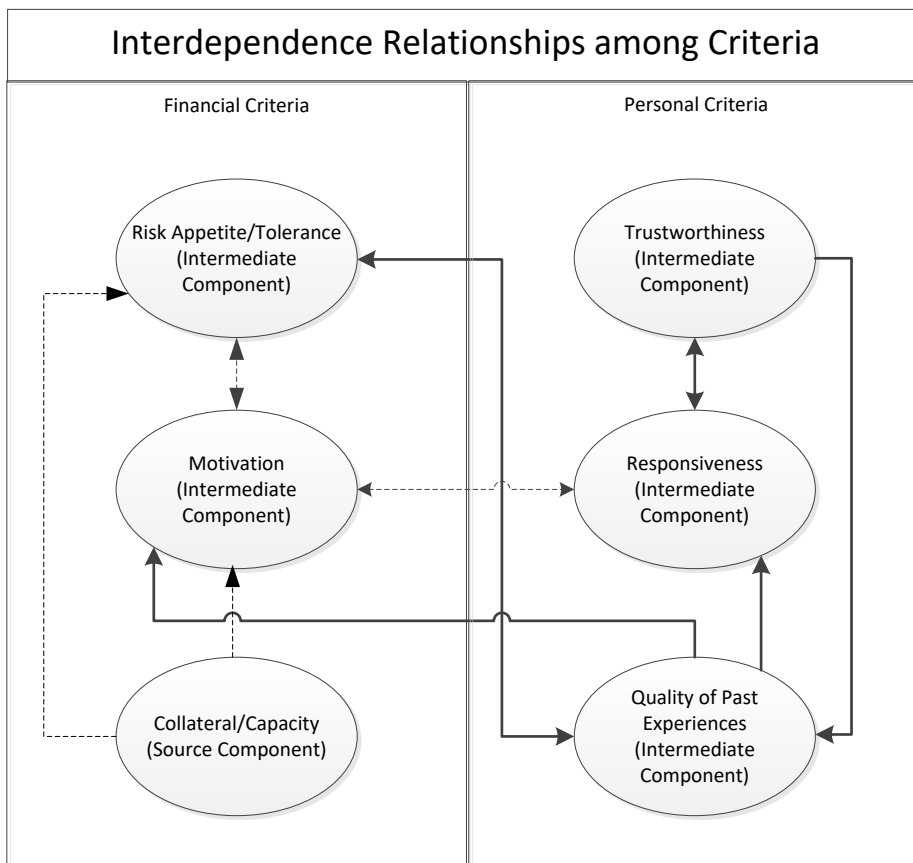 Interdependence Relationships among Criteria
Financial Criteria
Personal Criteria
Risk Appetite/Tolerance
(Intermediate
Component)
Trustworthiness
(Intermediate
Component)
Motivation
(Intermediate
Component)
Responsiveness
(Intermediate
Component)
Collateral/Capacity
(Source Component)
Quality of Past
Experiences
(Intermediate
Component)